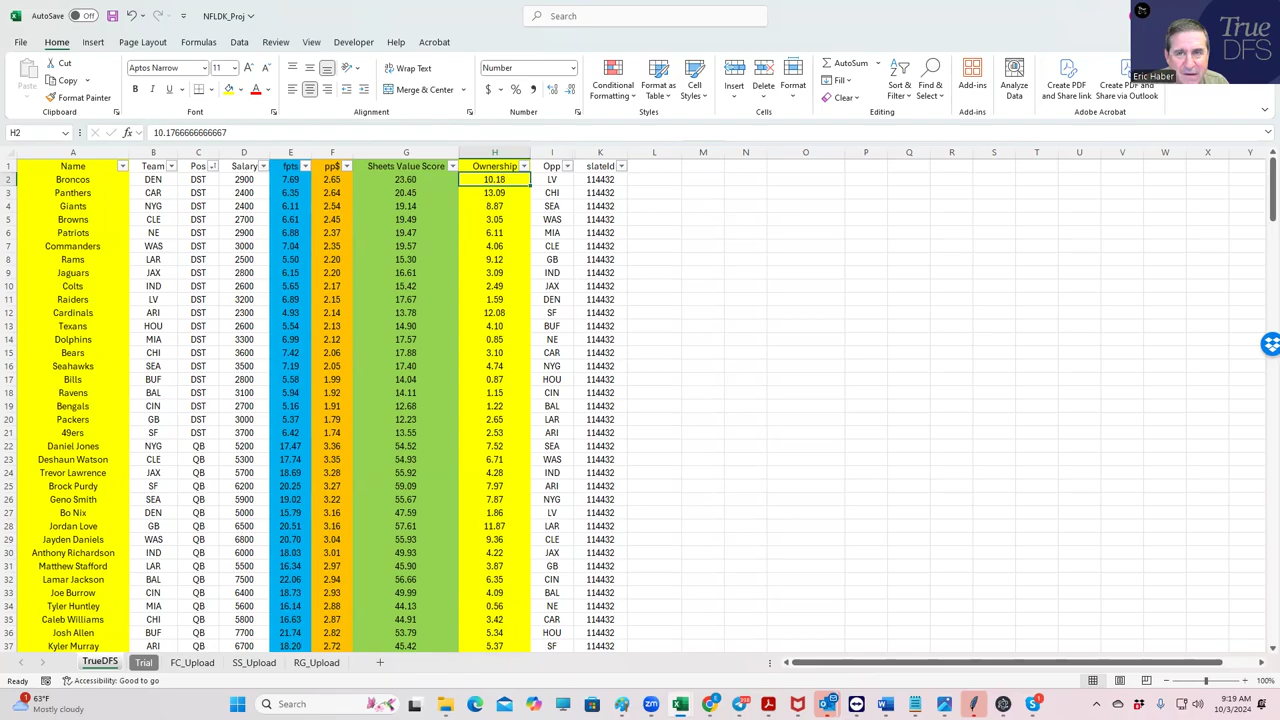 AutoSave Off NFLDK_Proj Search
File Home Insert Page Layout Formulas Data Review View Developer Help Acrobat
True
DFS
Eric Haber
Paste Cut Copy Format Painter Clipboard
Aptos Narrow 11 B I U A A Font
Wrap Text Merge & Center Alignment
Number $ % 9 Number
Conditional Formatting Format as Table Cell Styles Styles
Insert Delete Format Cells
AutoSum Fill Clear Sort & Filter Find & Select Editing
Add-ins Add-ins
Analyze Data
Create PDF and Share link Create PDF and Share via Outlook Adobe Acrobat
H2 fx 10.1766666666667
A B C D E F G H I J K L M N O P Q R S T U V W X Y
Name Team Pos Salary fpts pp$ Sheets Value Score Ownership Opp slateId
2 Broncos DEN DST 2900 7.69 2.65 23.60 10.18 LV 114432
3 Panthers CAR DST 2400 6.35 2.64 20.45 13.09 CHI 114432
4 Giants NYG DST 2400 6.11 2.54 19.14 8.87 SEA 114432
5 Browns CLE DST 2700 6.61 2.45 19.49 3.05 WAS 114432
6 Patriots NE DST 2900 6.88 2.37 19.47 6.11 MIA 114432
7 Commanders WAS DST 3000 7.04 2.35 19.57 4.06 CLE 114432
8 Rams LAR DST 2500 5.50 2.20 15.30 9.12 GB 114432
9 Jaguars JAX DST 2800 6.15 2.20 16.61 3.09 IND 114432
10 Colts IND DST 2600 5.65 2.17 15.42 2.49 JAX 114432
11 Raiders LV DST 3200 6.89 2.15 17.67 1.59 DEN 114432
12 Cardinals ARI DST 2300 4.93 2.14 13.78 12.08 SF 114432
13 Texans HOU DST 2600 5.54 2.13 14.90 4.10 BUF 114432
14 Dolphins MIA DST 3300 6.99 2.12 17.57 0.85 NE 114432
15 Bears CHI DST 3600 7.42 2.06 17.88 3.10 CAR 114432
16 Seahawks SEA DST 3500 7.19 2.05 17.40 4.74 NYG 114432
17 Bills BUF DST 2800 5.58 1.99 14.04 0.87 HOU 114432
18 Ravens BAL DST 3100 5.94 1.92 14.11 1.15 CIN 114432
19 Bengals CIN DST 2700 5.16 1.91 12.68 1.22 BAL 114432
20 Packers GB DST 3000 5.37 1.79 12.23 2.65 LAR 114432
21 49ers SF DST 3700 6.42 1.74 13.55 2.53 ARI 114432
22 Daniel Jones NYG QB 5200 17.47 3.36 54.52 7.52 SEA 114432
23 Deshaun Watson CLE QB 5300 17.74 3.35 54.93 6.71 WAS 114432
24 Trevor Lawrence JAX QB 5700 18.69 3.28 55.92 4.28 IND 114432
25 Brock Purdy SF QB 6200 20.25 3.27 59.09 7.97 ARI 114432
26 Geno Smith SEA QB 5900 19.02 3.22 55.67 7.87 NYG 114432
27 Bo Nix DEN QB 5000 15.79 3.16 47.59 1.86 LV 114432
28 Jordan Love GB QB 6500 20.51 3.16 57.61 11.87 LAR 114432
29 Jayden Daniels WAS QB 6800 20.70 3.04 55.93 9.36 CLE 114432
30 Anthony Richardson IND QB 6000 18.03 3.01 49.93 4.22 JAX 114432
31 Matthew Stafford LAR QB 5500 16.34 2.97 45.90 3.87 GB 114432
32 Lamar Jackson BAL QB 7500 22.06 2.94 56.66 6.35 CIN 114432
33 Joe Burrow CIN QB 6400 18.73 2.93 49.99 4.09 BAL 114432
34 Tyler Huntley MIA QB 5600 16.14 2.88 44.13 0.56 NE 114432
35 Caleb Williams CHI QB 5800 16.63 2.87 44.91 3.42 CAR 114432
36 Josh Allen BUF QB 7700 21.74 2.82 53.79 5.34 HOU 114432
37 Kyler Murray ARI QB 6700 18.20 2.72 45.42 5.37 SF 114432
TrueDFS Trial FC_Upload SS_Upload RG_Upload
Ready Accessibility: Good to go 100%
63°F
Mostly cloudy
Search
9:19 AM
10/3/2024